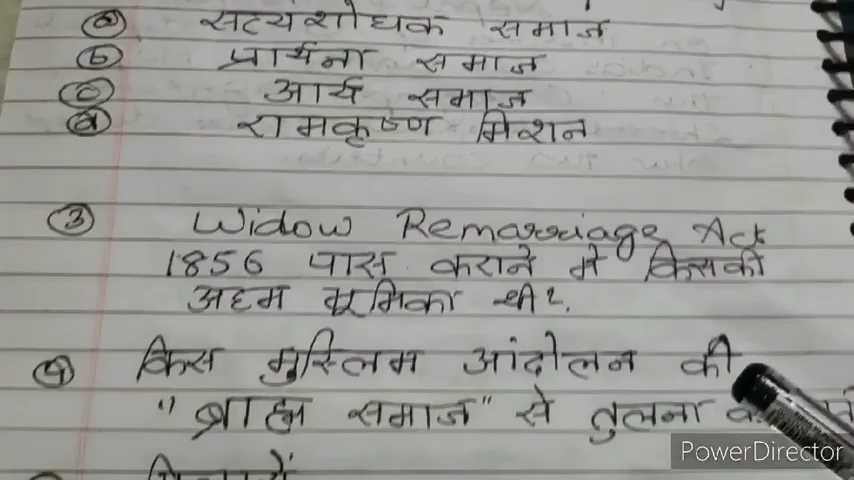 a सत्यशोधक समाज
b प्रार्थना समाज
c आर्य समाज
d रामकृष्ण मिशन
3 Widow Remarriage Act
1856 पास कराने मे किसकी
अहम भूमिका थी?
4 किस मुस्लिम आंदोलन की
"ब्राह्म समाज" से तुलना
PowerDirector